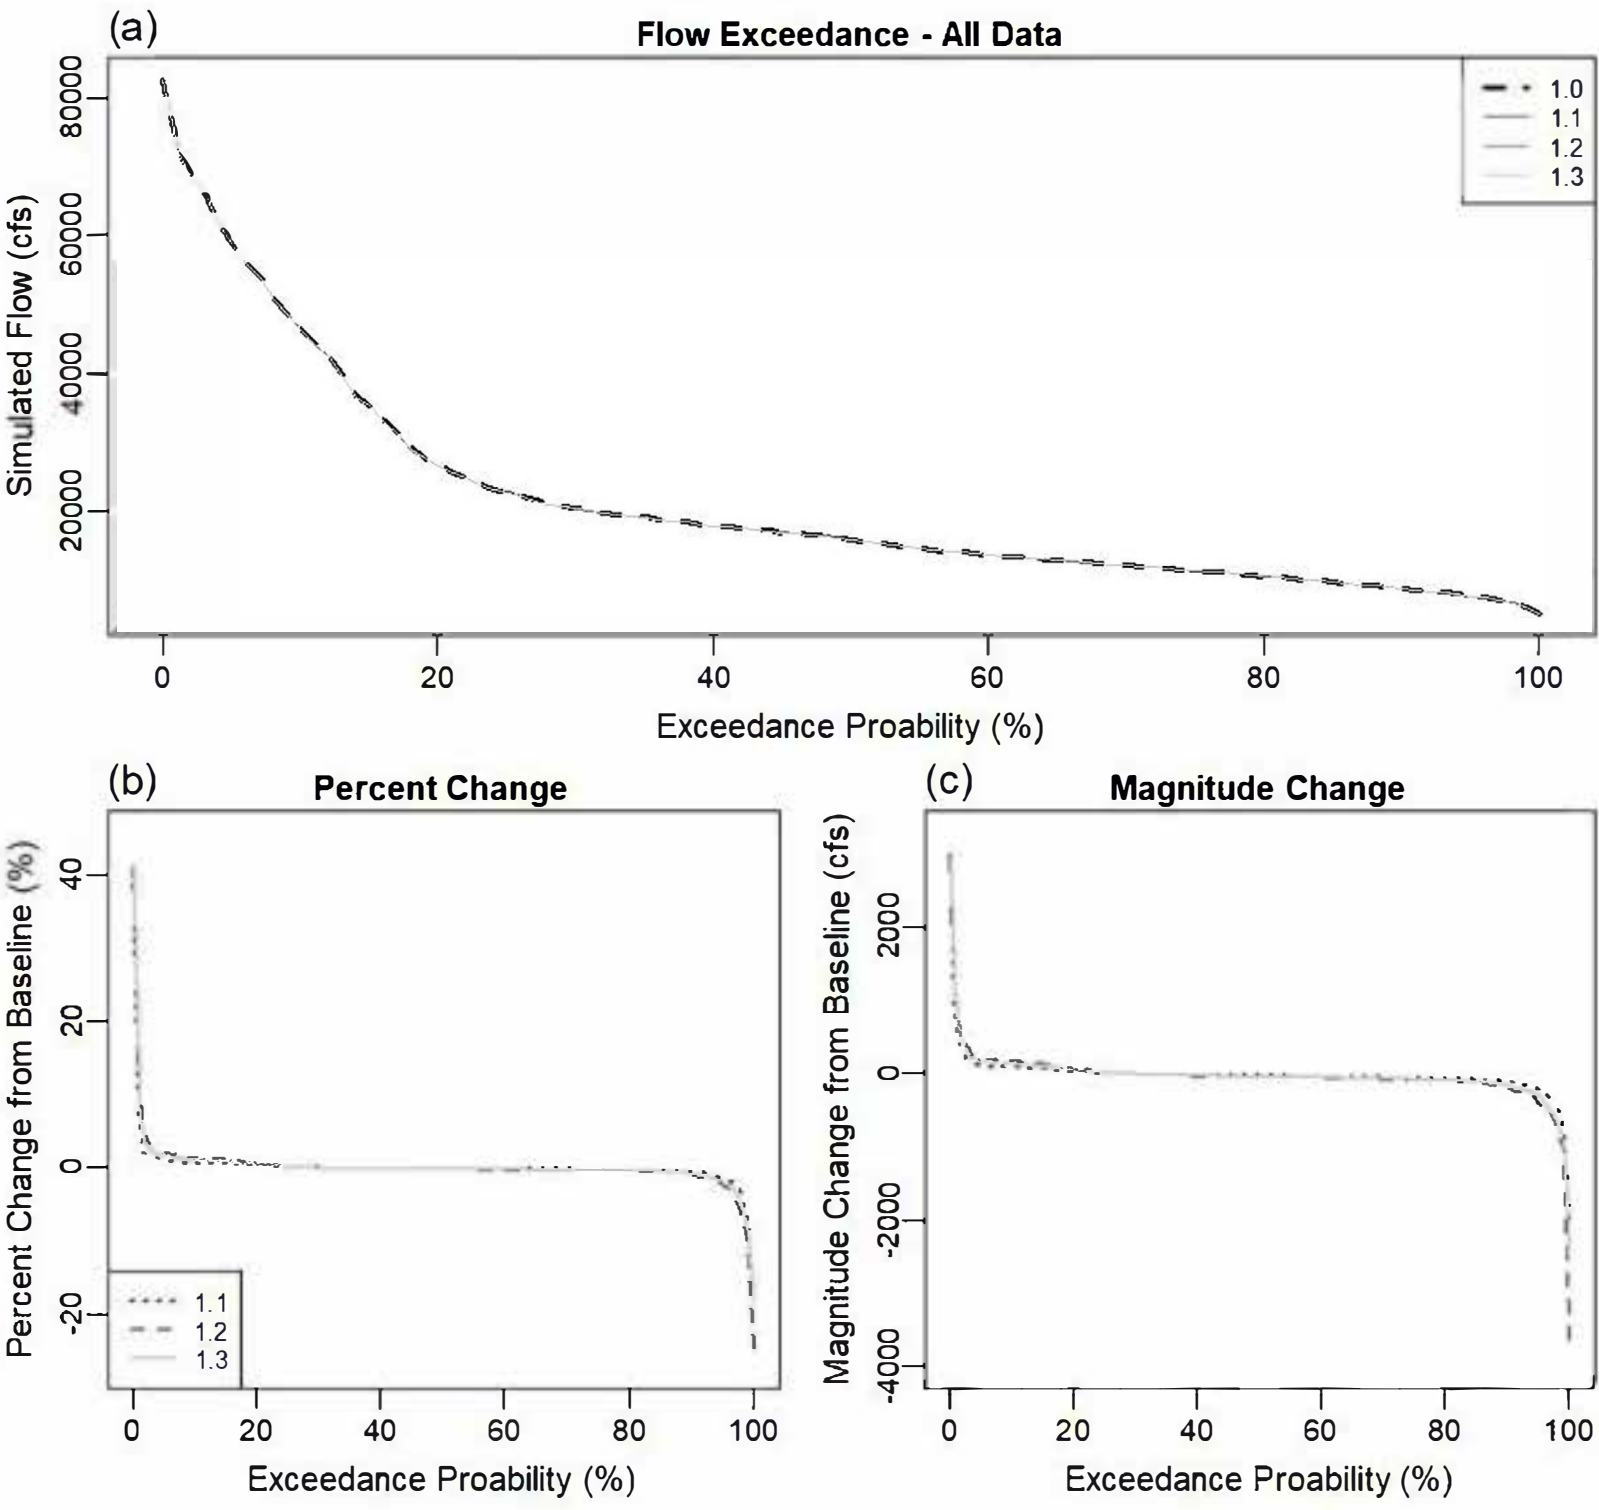 (a)
Flow Exceedance - All Data
Simulated Flow (cfs)
80000
60000
40000
20000
1.0
1.1
1.2
1.3
0 20 40 60 80 100
Exceedance Proability (%)
(b)
Percent Change
Percent Change from Baseline (%)
40
20
0
-20
1.1
1.2
1.3
0 20 40 60 80 100
Exceedance Proability (%)
(c)
Magnitude Change
Magnitude Change from Baseline (cfs)
2000
0
-2000
-4000
0 20 40 60 80 100
Exceedance Proability (%)